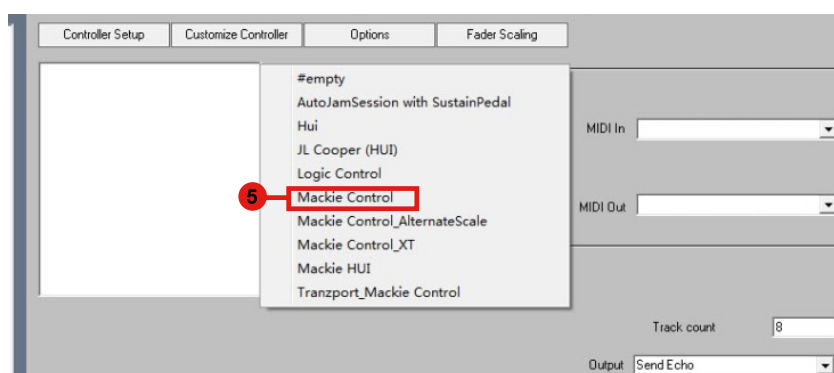 Controller Setup Customize Controller Options Fader Scaling
#empty
AutoJamSession with SustainPedal
Hui
MIDI In
JL Cooper (HUI)
Logic Control
5 Mackie Control
MIDI Out
Mackie Control_AlternateScale
Mackie Control_XT
Mackie HUI
Tranzport_Mackie Control
Track count 8
Output Send Echo